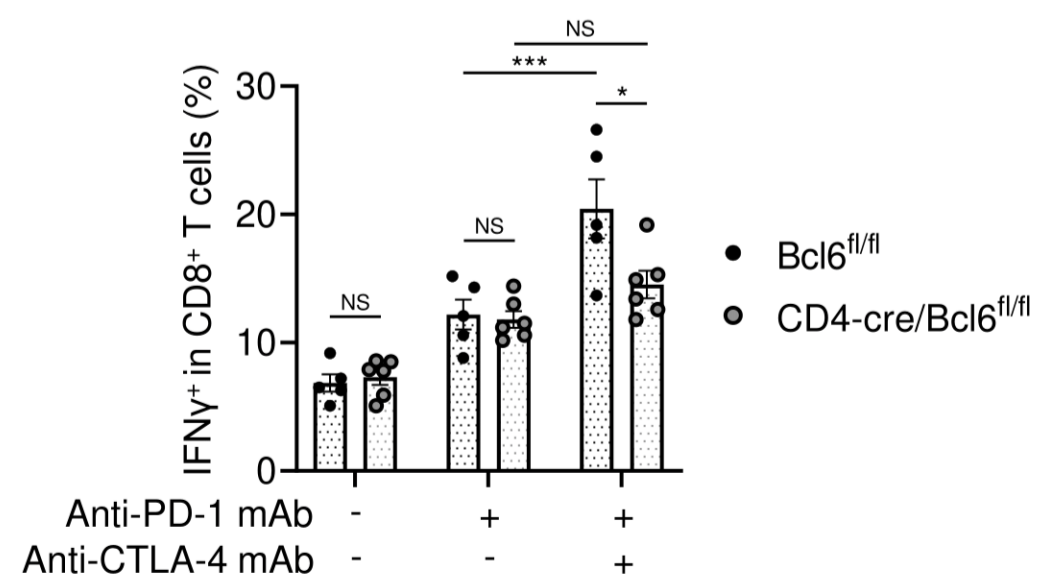 NS
***
*
NS
NS
IFNγ⁺ in CD8⁺ T cells (%)
30
20
10
0
Bcl6fl/fl
CD4-cre/Bcl6fl/fl
Anti-PD-1 mAb - + +
Anti-CTLA-4 mAb - - +